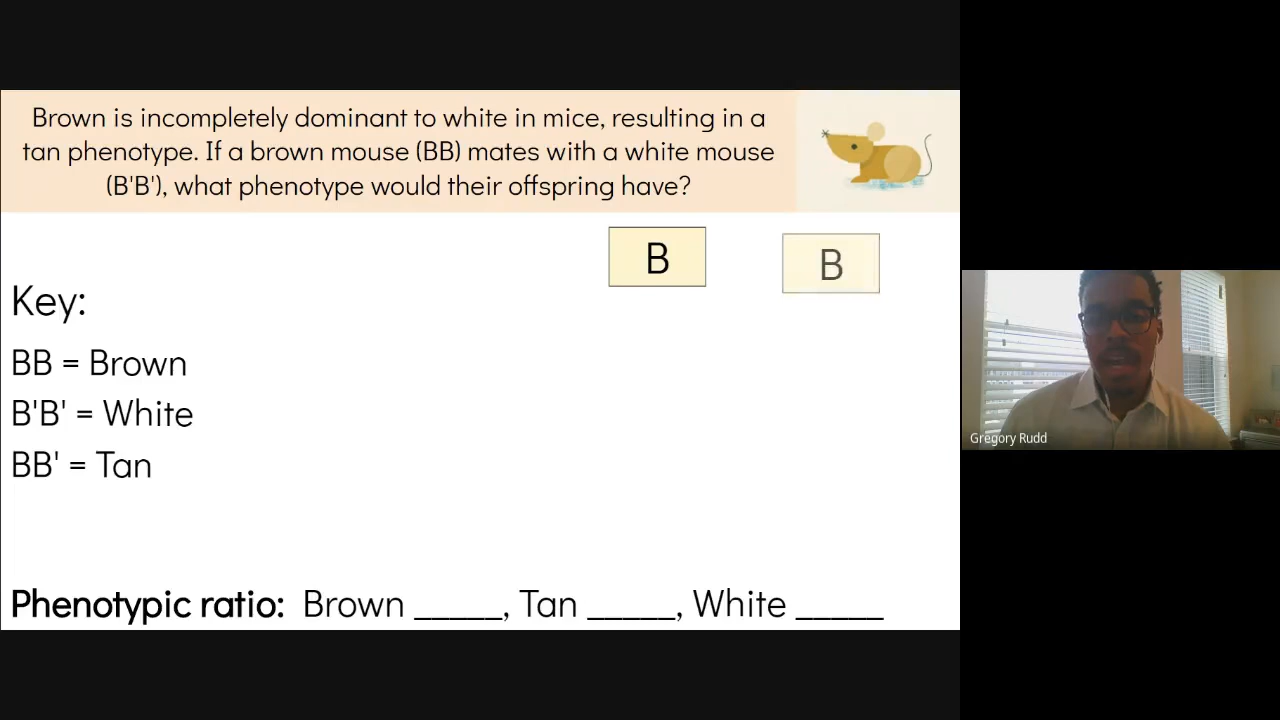 Brown is incompletely dominant to white in mice, resulting in a
tan phenotype. If a brown mouse (BB) mates with a white mouse
(B'B'), what phenotype would their offspring have?
B
B
Key:
BB = Brown
B'B' = White
BB' = Tan
Phenotypic ratio: Brown _____, Tan _____, White _____
Gregory Rudd